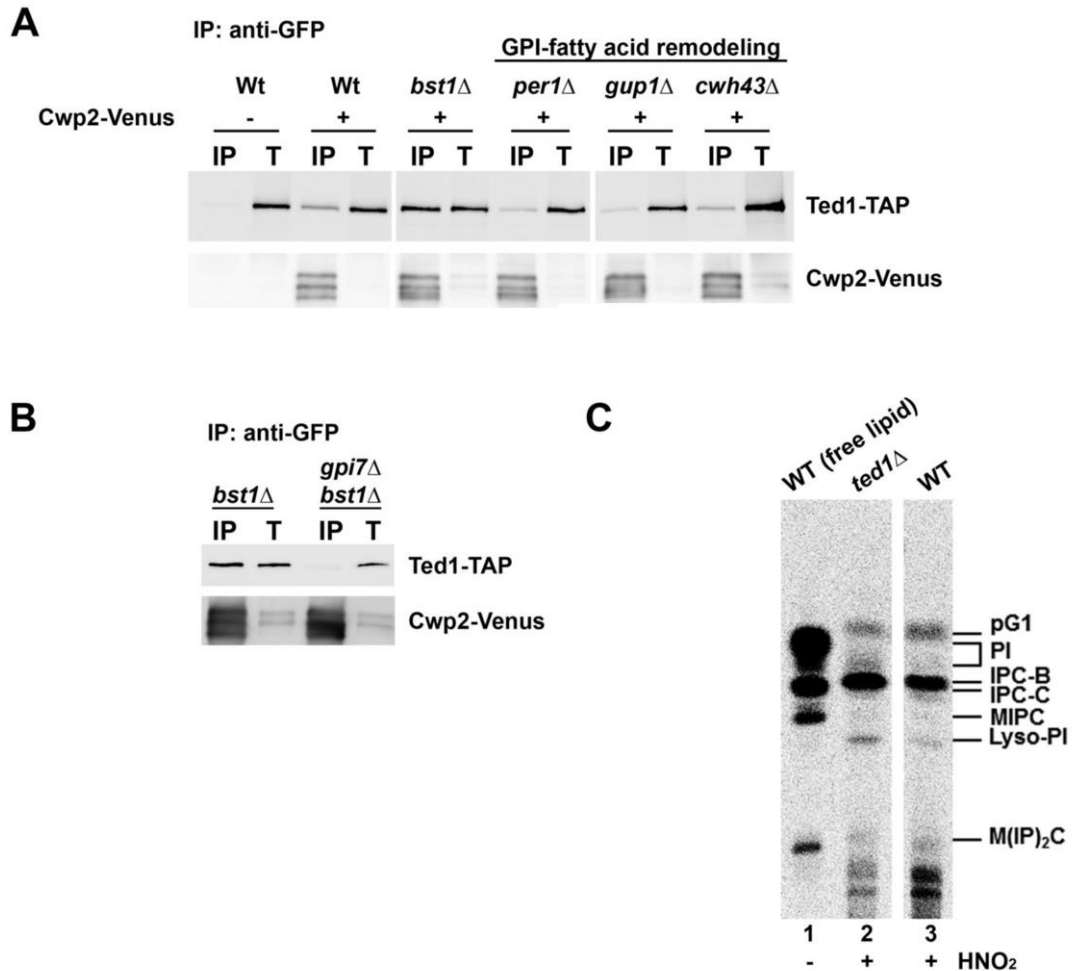 A
IP: anti-GFP
GPI-fatty acid remodeling
Wt Wt bst1Δ per1Δ gup1Δ cwh43Δ
Cwp2-Venus - + + + + +
IP T IP T IP T IP T IP T IP T
Ted1-TAP
Cwp2-Venus
B
IP: anti-GFP
gpi7Δ
bst1Δ bst1Δ
IP T IP T
Ted1-TAP
Cwp2-Venus
C
WT (free lipid)
ted1Δ
WT
pG1
PI
IPC-B
IPC-C
MIPC
Lyso-PI
M(IP)₂C
1 2 3
- + + HNO₂